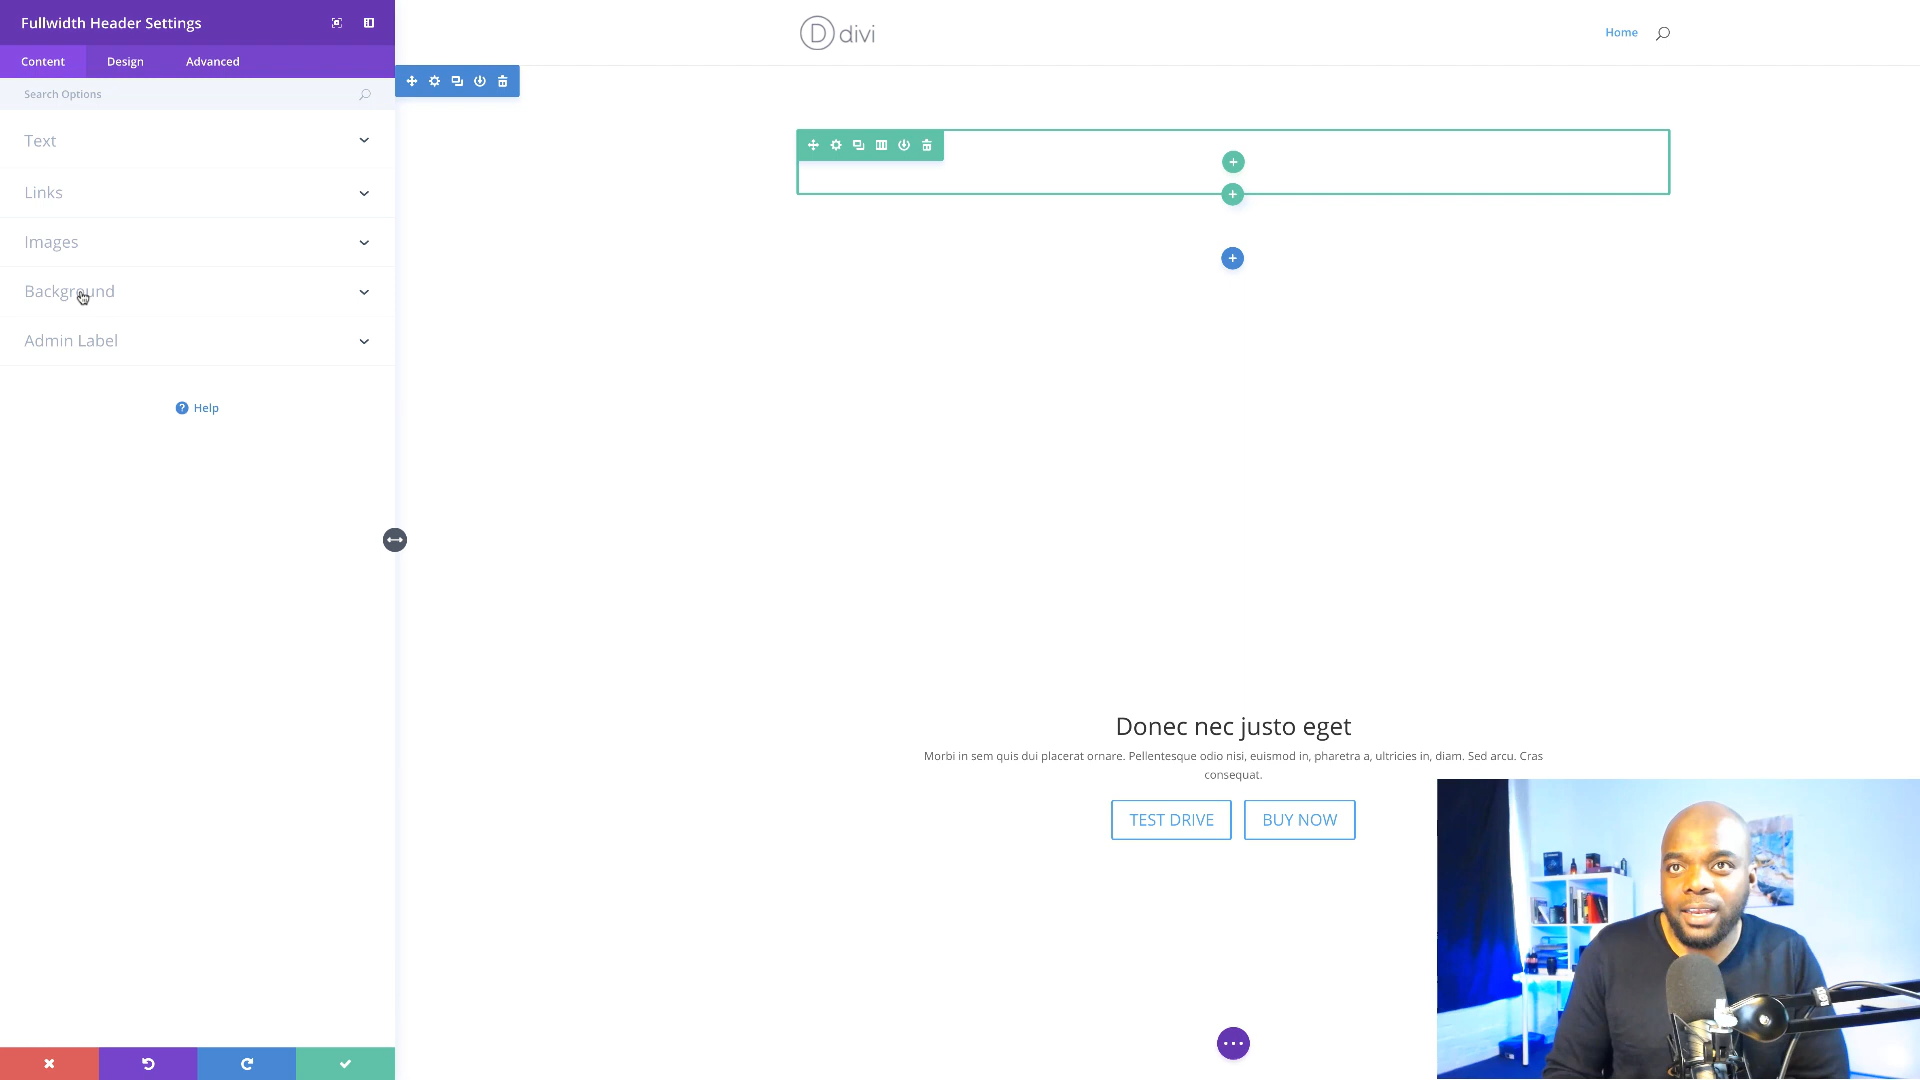 Fullwidth Header Settings
Content
Design
Advanced
Search Options
Text
Links
Images
Background
Admin Label
? Help
D divi
Home
Donec nec justo eget
Morbi in sem quis dui placerat ornare. Pellentesque odio nisi, euismod in, pharetra a, ultricies in, diam. Sed arcu. Cras
consequat.
TEST DRIVE
BUY NOW